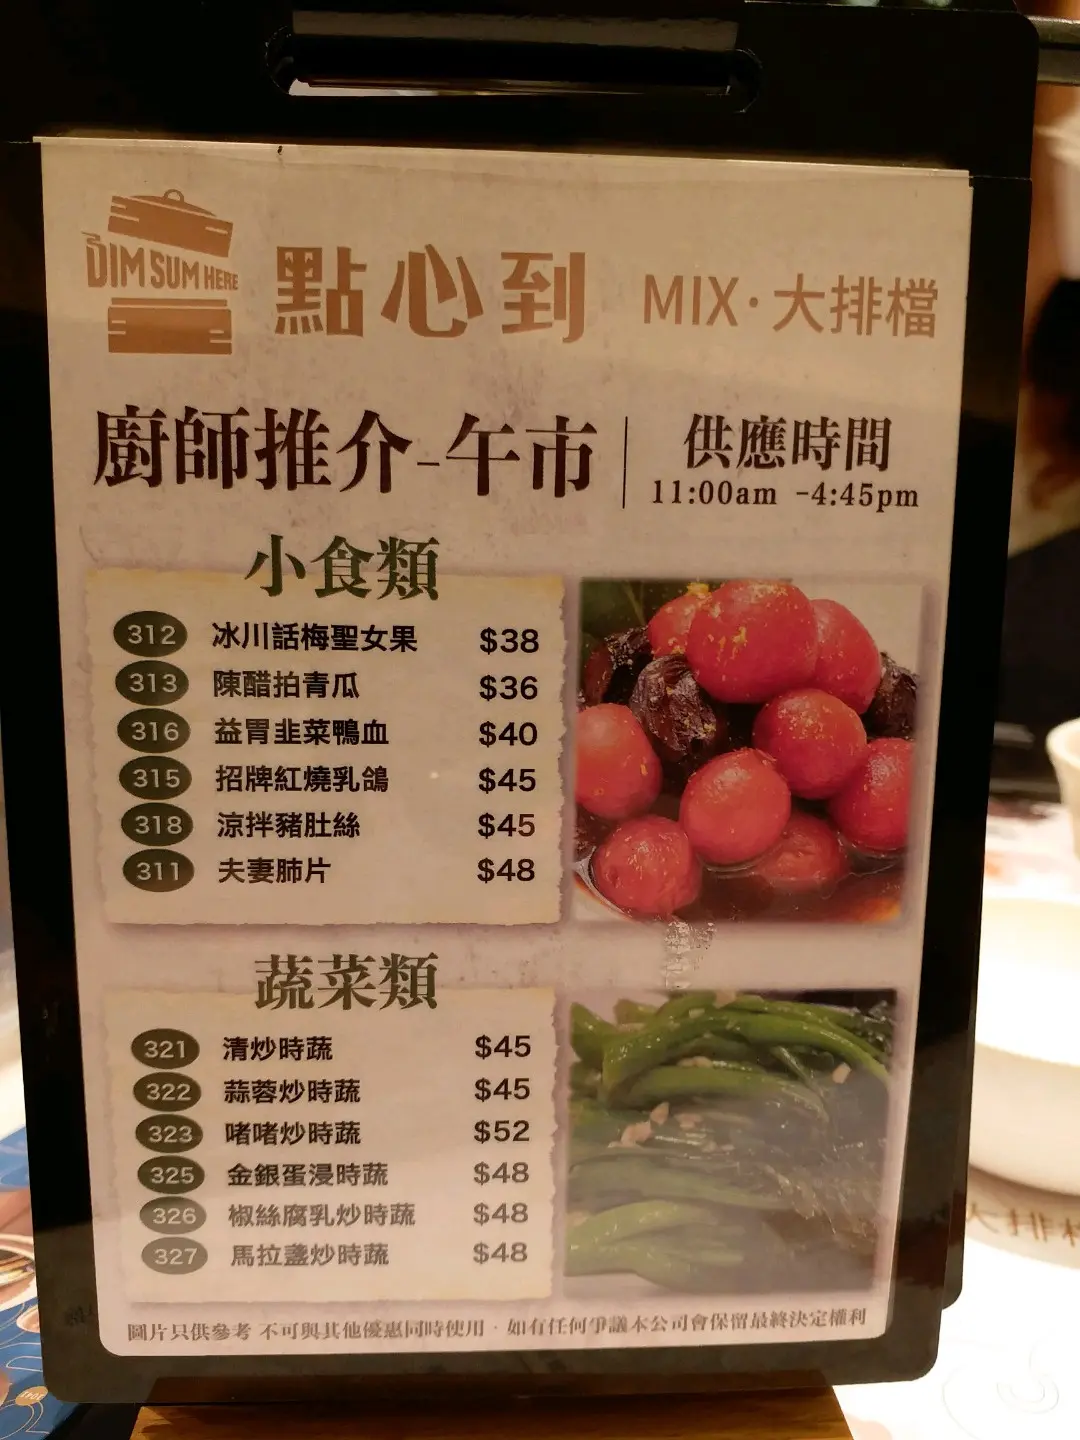 DIM SUM HERE
點心到 MIX·大排檔
廚師推介-午市
供應時間
11:00am -4:45pm
小食類
312 冰川話梅聖女果 $38
313 陳醋拍青瓜 $36
316 益胃韭菜鴨血 $40
315 招牌紅燒乳鴿 $45
318 涼拌豬肚絲 $45
311 夫妻肺片 $48
蔬菜類
321 清炒時蔬 $45
322 蒜蓉炒時蔬 $45
323 啫啫炒時蔬 $52
325 金銀蛋浸時蔬 $48
326 椒絲腐乳炒時蔬 $48
327 馬拉盞炒時蔬 $48
圖片只供參考 不可與其他優惠同時使用·如有任何爭議本公司會保留最終決定權利
大排